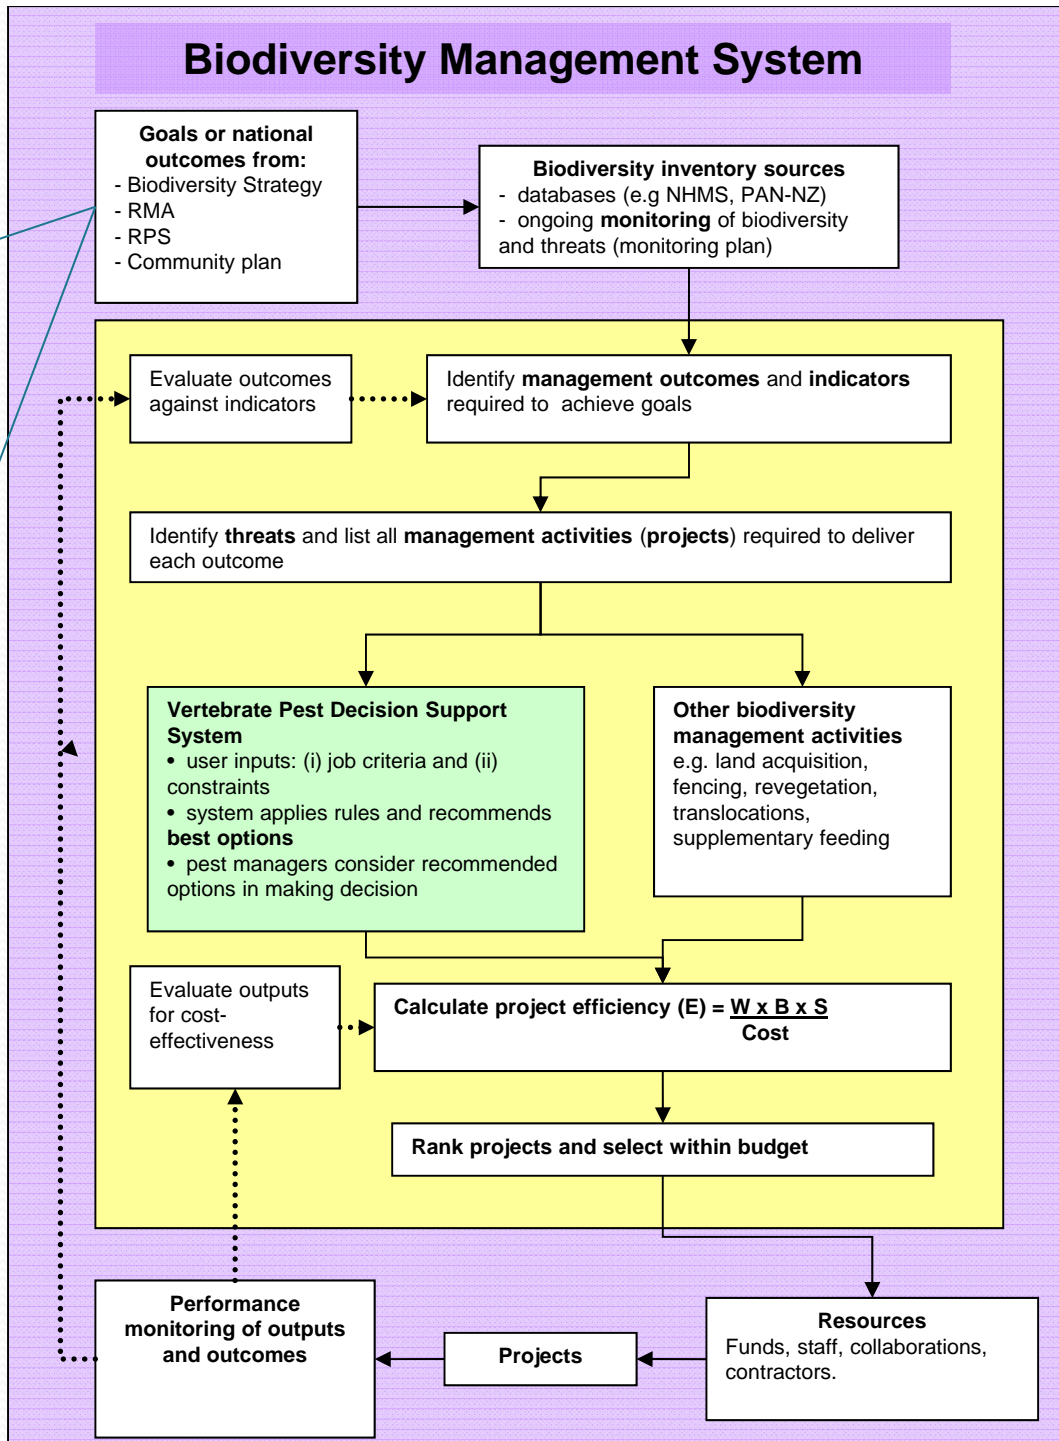 Biodiversity Management System
Goals or national
outcomes from:
- Biodiversity Strategy
- RMA
- RPS
- Community plan
Biodiversity inventory sources
- databases (e.g NHMS, PAN-NZ)
- ongoing monitoring of biodiversity
and threats (monitoring plan)
Evaluate outcomes
against indicators
Identify management outcomes and indicators
required to achieve goals
Identify threats and list all management activities (projects) required to deliver
each outcome
Vertebrate Pest Decision Support
System
• user inputs: (i) job criteria and (ii)
constraints
• system applies rules and recommends
best options
• pest managers consider recommended
options in making decision
Other biodiversity
management activities
e.g. land acquisition,
fencing, revegetation,
translocations,
supplementary feeding
Evaluate outputs
for cost-
effectiveness
Calculate project efficiency (E) = W x B x S
Cost
Rank projects and select within budget
Performance
monitoring of outputs
and outcomes
Projects
Resources
Funds, staff, collaborations,
contractors.